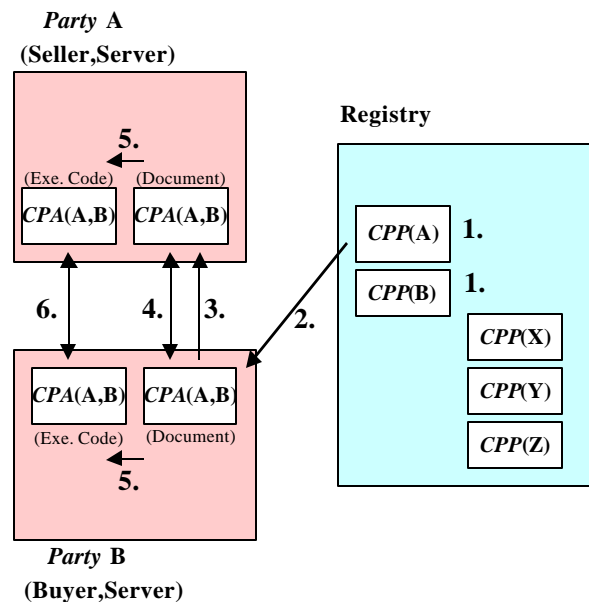 Party A
(Seller,Server)
5.
(Exe. Code) (Document)
CPA(A,B) CPA(A,B)
6. 4. 3.
CPA(A,B) CPA(A,B)
(Exe. Code) (Document)
5.
Party B
(Buyer,Server)
2.
Registry
CPP(A) 1.
CPP(B) 1.
CPP(X)
CPP(Y)
CPP(Z)